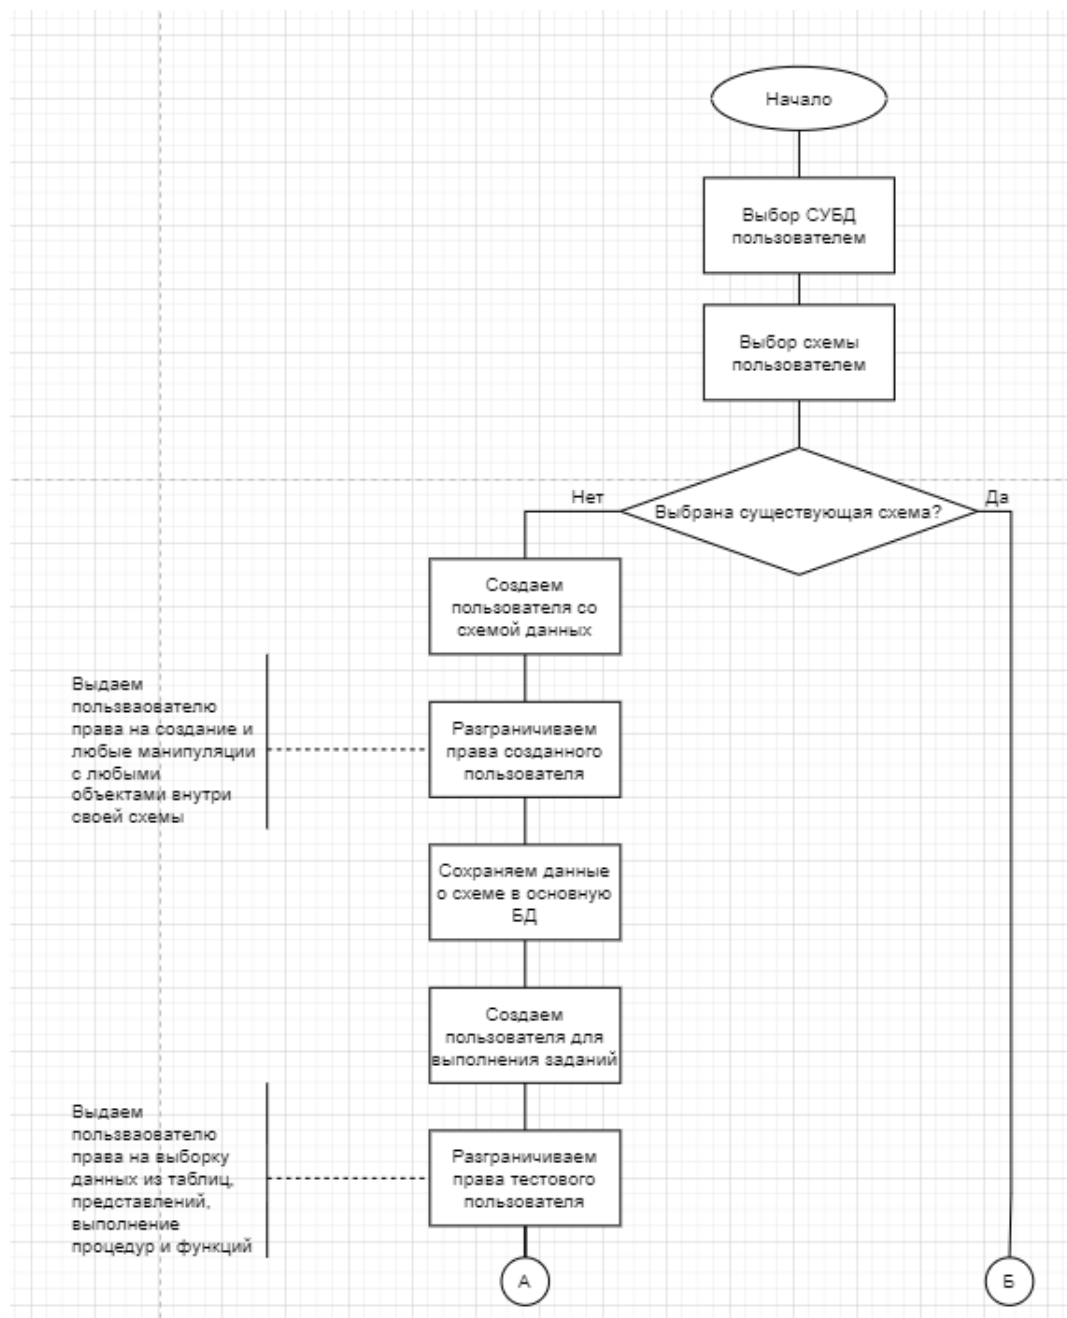 Начало
Выбор СУБД
пользователем
Выбор схемы
пользователем
Нет
Выбрана существующая схема?
Да
Создаем
пользователя со
схемой данных
Выдаем
пользваователю
права на создание и
любые манипуляции
с любыми
объектами внутри
своей схемы
Разграничиваем
права созданного
пользователя
Сохраняем данные
о схеме в основную
БД
Создаем
пользователя для
выполнения заданий
Выдаем
пользваователю
права на выборку
данных из таблиц,
представлений,
выполнение
процедур и функций
Разграничиваем
права тестового
пользователя
А
Б